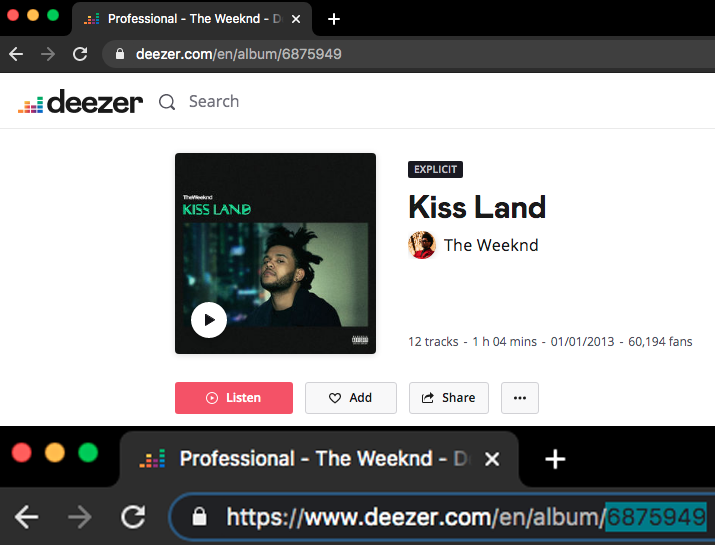 Professional - The Weeknd - D
deezer.com/en/album/6875949
deezer
Search
EXPLICIT
Kiss Land
The Weeknd
TheWeeknd
KISS LAND
12 tracks - 1 h 04 mins - 01/01/2013 - 60,194 fans
Listen
Add
Share
Professional - The Weeknd - D
https://www.deezer.com/en/album/6875949